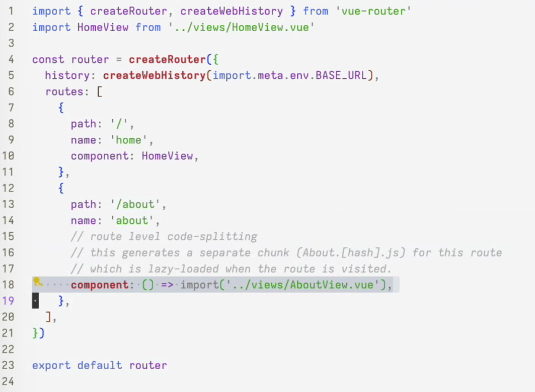 1 import { createRouter, createWebHistory } from 'vue-router'
2 import HomeView from '../views/HomeView.vue'
3
4 const router = createRouter({
5   history: createWebHistory(import.meta.env.BASE_URL),
6   routes: [
7     {
8       path: '/',
9       name: 'home',
10       component: HomeView,
11     },
12     {
13       path: '/about',
14       name: 'about',
15       // route level code-splitting
16       // this generates a separate chunk (About.[hash].js) for this route
17       // which is lazy-loaded when the route is visited.
18       component: () => import('../views/AboutView.vue'),
19     },
20   ],
21 })
22
23 export default router
24